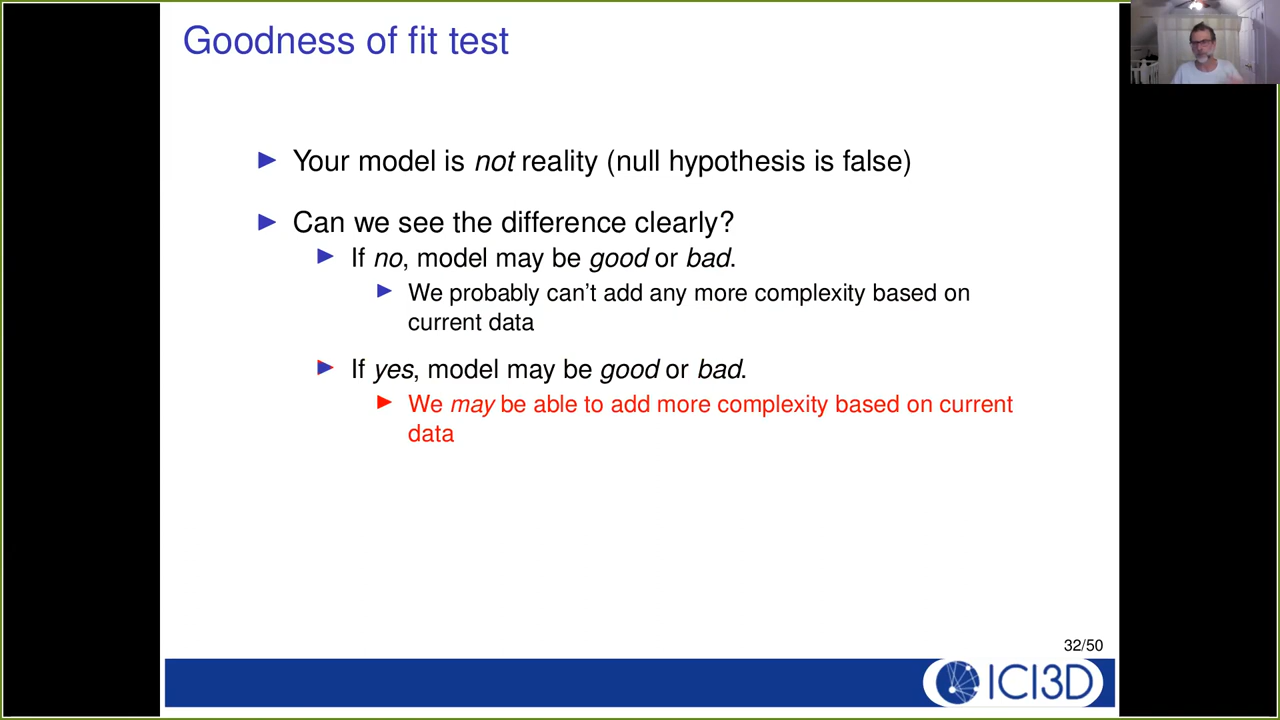 Goodness of fit test
Your model is not reality (null hypothesis is false)
Can we see the difference clearly?
If no, model may be good or bad.
We probably can't add any more complexity based on
current data
If yes, model may be good or bad.
We may be able to add more complexity based on current
data
32/50
ICI3D